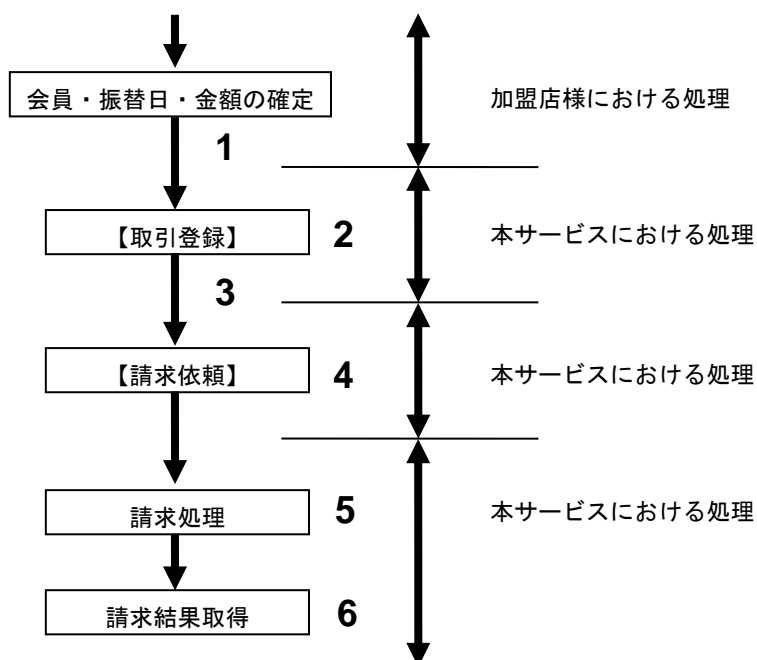 会員・振替日・金額の確定
加盟店様における処理
1
【取引登録】
2
本サービスにおける処理
3
【請求依頼】
4
本サービスにおける処理
請求処理
5
本サービスにおける処理
請求結果取得
6